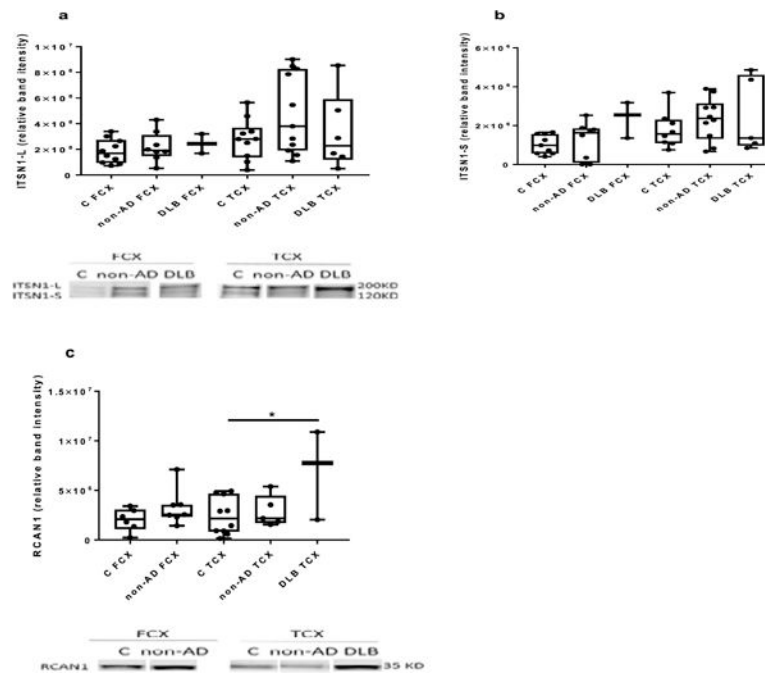 a
ITSN1-L (relative band itensity)
1×10⁷
8×10⁶
6×10⁶
4×10⁶
2×10⁶
0
C FCX
non-AD FCX
DLB FCX
C TCX
non-AD TCX
DLB TCX
FCX
TCX
C non-AD DLB
C non-AD DLB
ITSN1-L
200KD
ITSN1-S
120KD
b
ITSN1-S (relative band intensity)
6×10⁶
4×10⁶
2×10⁶
0
C FCX
non-AD FCX
DLB FCX
C TCX
non-AD TCX
DLB TCX
c
RCAN1 (relative band intensity)
1.5×10⁷
1×10⁷
5×10⁶
0
*
C FCX
non-AD FCX
C TCX
non-AD TCX
DLB TCX
FCX
TCX
C non-AD
C non-AD DLB
RCAN1
35 KD